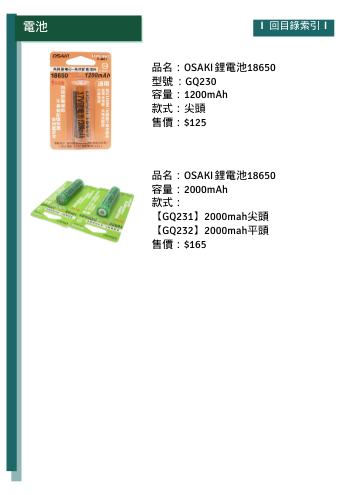 電池
I 回目錄索引 I
OSAKI
18650
1200mAh
品名：OSAKI 鋰電池18650
型號 ：GQ230
容量：1200mAh
款式：尖頭
售價：$125
品名：OSAKI 鋰電池18650
容量：2000mAh
款式：
【GQ231】2000mah尖頭
【GQ232】2000mah平頭
售價：$165